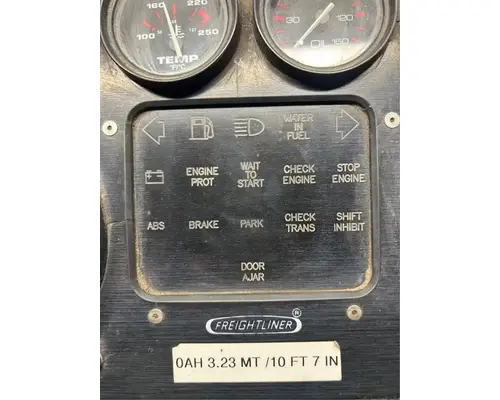 160 220
100 250
TEMP
°F/°C
30 120
OIL 150
WATER
IN
FUEL
ENGINE
PROT
WAIT
TO
START
CHECK
ENGINE
STOP
ENGINE
ABS
BRAKE
PARK
CHECK
TRANS
SHIFT
INHIBIT
DOOR
AJAR
FREIGHTLINER ®
0AH 3.23 MT /10 FT 7 IN